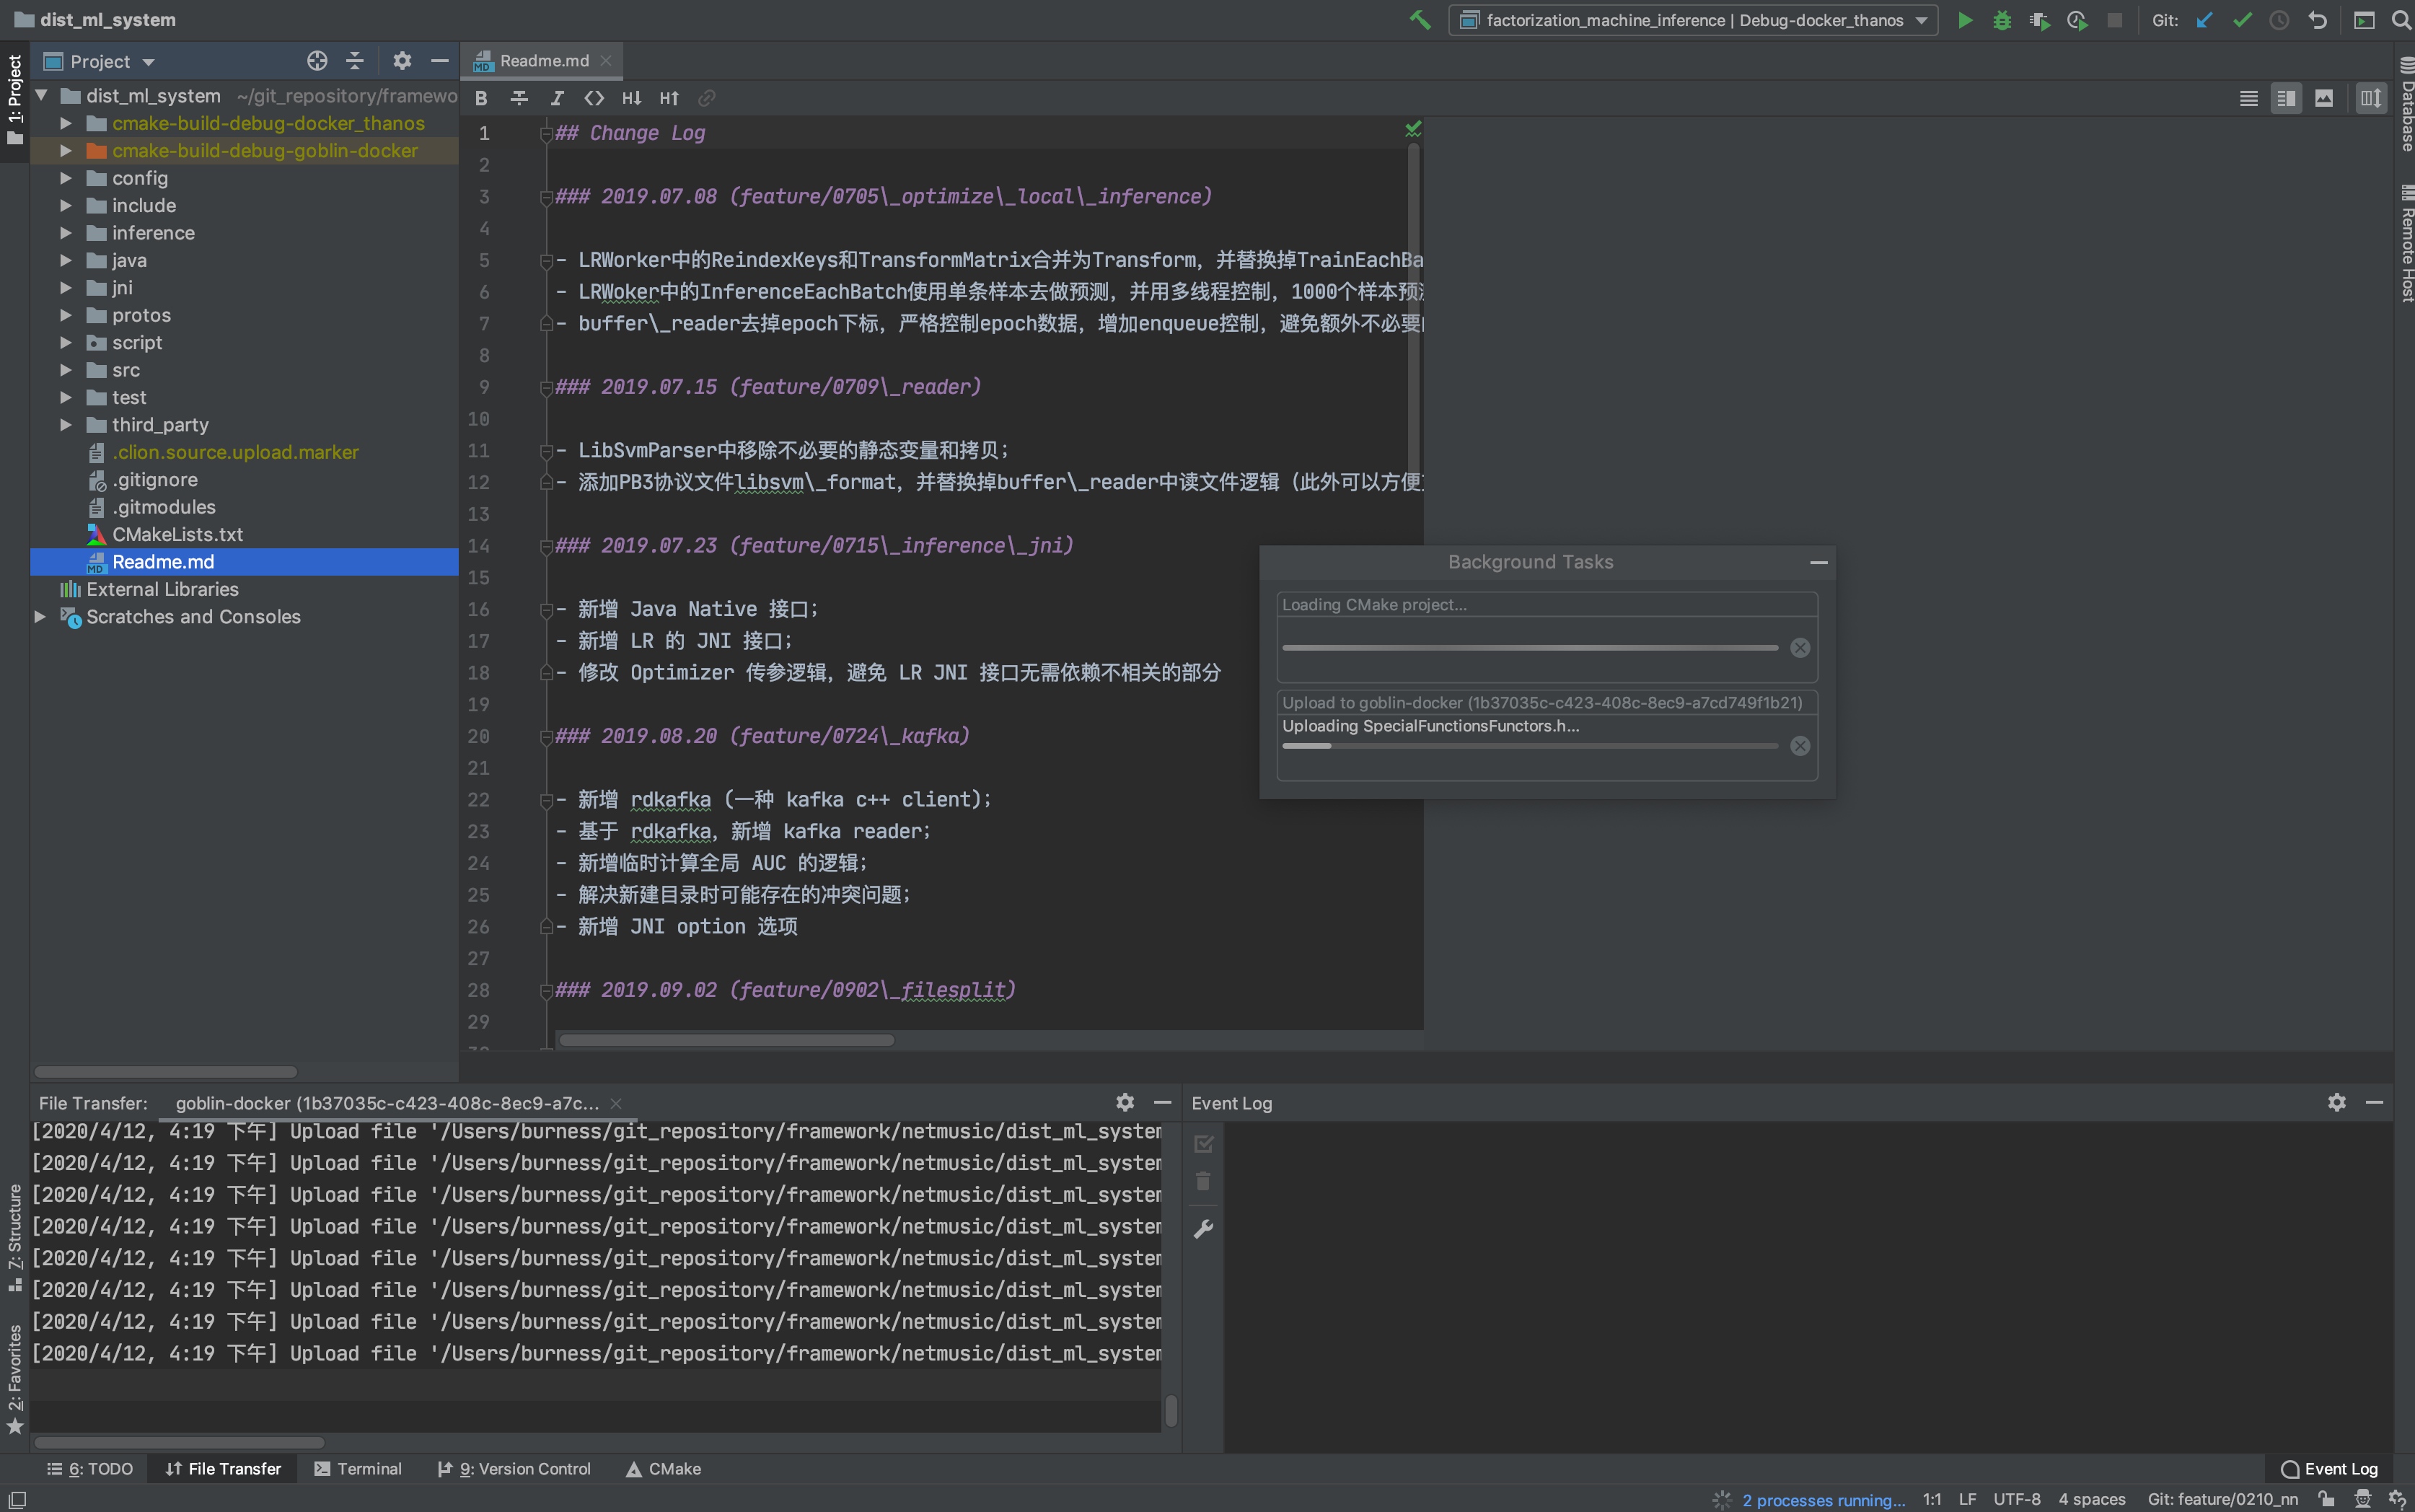 dist_ml_system
factorization_machine_inference | Debug-docker_thanos
Git:
1: Project
Project
Readme.md
Database
Remote Host
dist_ml_system ~/git_repository/framewo
cmake-build-debug-docker_thanos
cmake-build-debug-goblin-docker
config
include
inference
java
jni
protos
script
src
test
third_party
.clion.source.upload.marker
.gitignore
.gitmodules
CMakeLists.txt
Readme.md
External Libraries
Scratches and Consoles
B I <> H↓ H↑
1 ## Change Log
2
3 ### 2019.07.08 (feature/0705\_optimize\_local\_inference)
4
5 - LRWorker中的ReindexKeys和TransformMatrix合并为Transform，并替换掉TrainEachBa
6 - LRWoker中的InferenceEachBatch使用单条样本去做预测，并用多线程控制，1000个样本预
7 - buffer\_reader去掉epoch下标，严格控制epoch数据，增加enqueue控制，避免额外不必要
8
9 ### 2019.07.15 (feature/0709\_reader)
10
11 - LibSvmParser中移除不必要的静态变量和拷贝；
12 - 添加PB3协议文件libsvm\_format，并替换掉buffer\_reader中读文件逻辑（此外可以方便
13
14 ### 2019.07.23 (feature/0715\_inference\_jni)
15
16 - 新增 Java Native 接口；
17 - 新增 LR 的 JNI 接口；
18 - 修改 Optimizer 传参逻辑，避免 LR JNI 接口无需依赖不相关的部分
19
20 ### 2019.08.20 (feature/0724\_kafka)
21
22 - 新增 rdkafka（一种 kafka c++ client）；
23 - 基于 rdkafka，新增 kafka reader；
24 - 新增临时计算全局 AUC 的逻辑；
25 - 解决新建目录时可能存在的冲突问题；
26 - 新增 JNI option 选项
27
28 ### 2019.09.02 (feature/0902\_filesplit)
29
Background Tasks
Loading CMake project...
Upload to goblin-docker (1b37035c-c423-408c-8ec9-a7cd749f1b21)
Uploading SpecialFunctionsFunctors.h...
File Transfer: goblin-docker (1b37035c-c423-408c-8ec9-a7c...
Event Log
[2020/4/12, 4:19 下午] Upload file '/Users/burness/git_repository/framework/netmusic/dist_ml_system
[2020/4/12, 4:19 下午] Upload file '/Users/burness/git_repository/framework/netmusic/dist_ml_system
[2020/4/12, 4:19 下午] Upload file '/Users/burness/git_repository/framework/netmusic/dist_ml_system
[2020/4/12, 4:19 下午] Upload file '/Users/burness/git_repository/framework/netmusic/dist_ml_system
[2020/4/12, 4:19 下午] Upload file '/Users/burness/git_repository/framework/netmusic/dist_ml_system
[2020/4/12, 4:19 下午] Upload file '/Users/burness/git_repository/framework/netmusic/dist_ml_system
[2020/4/12, 4:19 下午] Upload file '/Users/burness/git_repository/framework/netmusic/dist_ml_system
[2020/4/12, 4:19 下午] Upload file '/Users/burness/git_repository/framework/netmusic/dist_ml_system
Z: Structure
2: Favorites
6: TODO
File Transfer
Terminal
9: Version Control
CMake
Event Log
2 processes running...
1:1 LF UTF-8 4 spaces Git: feature/0210_nn